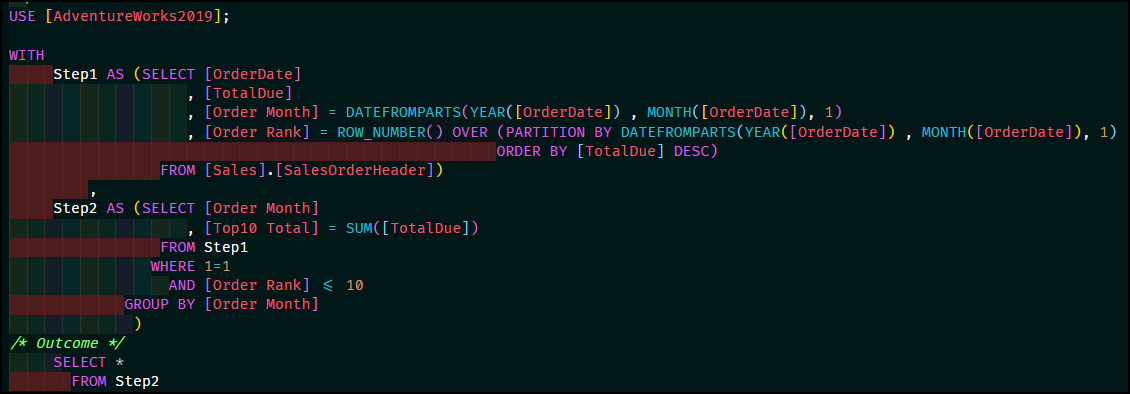 USE [AdventureWorks2019];
WITH
Step1 AS (SELECT [OrderDate]
, [TotalDue]
, [Order Month] = DATEFROMPARTS(YEAR([OrderDate]) , MONTH([OrderDate]), 1)
, [Order Rank] = ROW_NUMBER() OVER (PARTITION BY DATEFROMPARTS(YEAR([OrderDate]) , MONTH([OrderDate]), 1)
ORDER BY [TotalDue] DESC)
FROM [Sales].[SalesOrderHeader])
,
Step2 AS (SELECT [Order Month]
, [Top10 Total] = SUM([TotalDue])
FROM Step1
WHERE 1=1
AND [Order Rank] ⩽ 10
GROUP BY [Order Month]
)
/* Outcome */
SELECT *
FROM Step2